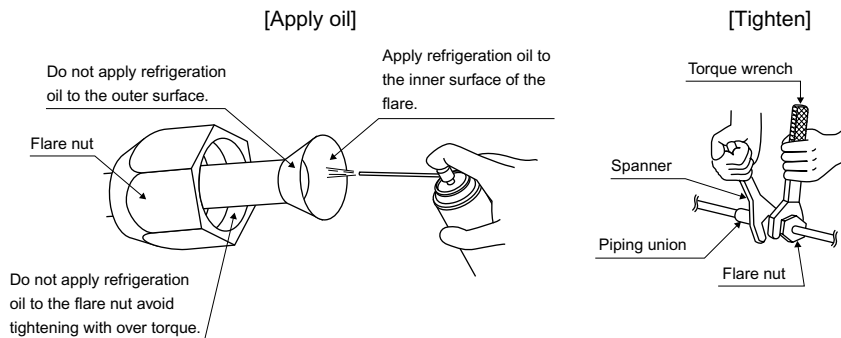 [Apply oil]
Do not apply refrigeration
oil to the outer surface.
Apply refrigeration oil to
the inner surface of the
flare.
Flare nut
Do not apply refrigeration
oil to the flare nut avoid
tightening with over torque.
[Tighten]
Torque wrench
Spanner
Piping union
Flare nut